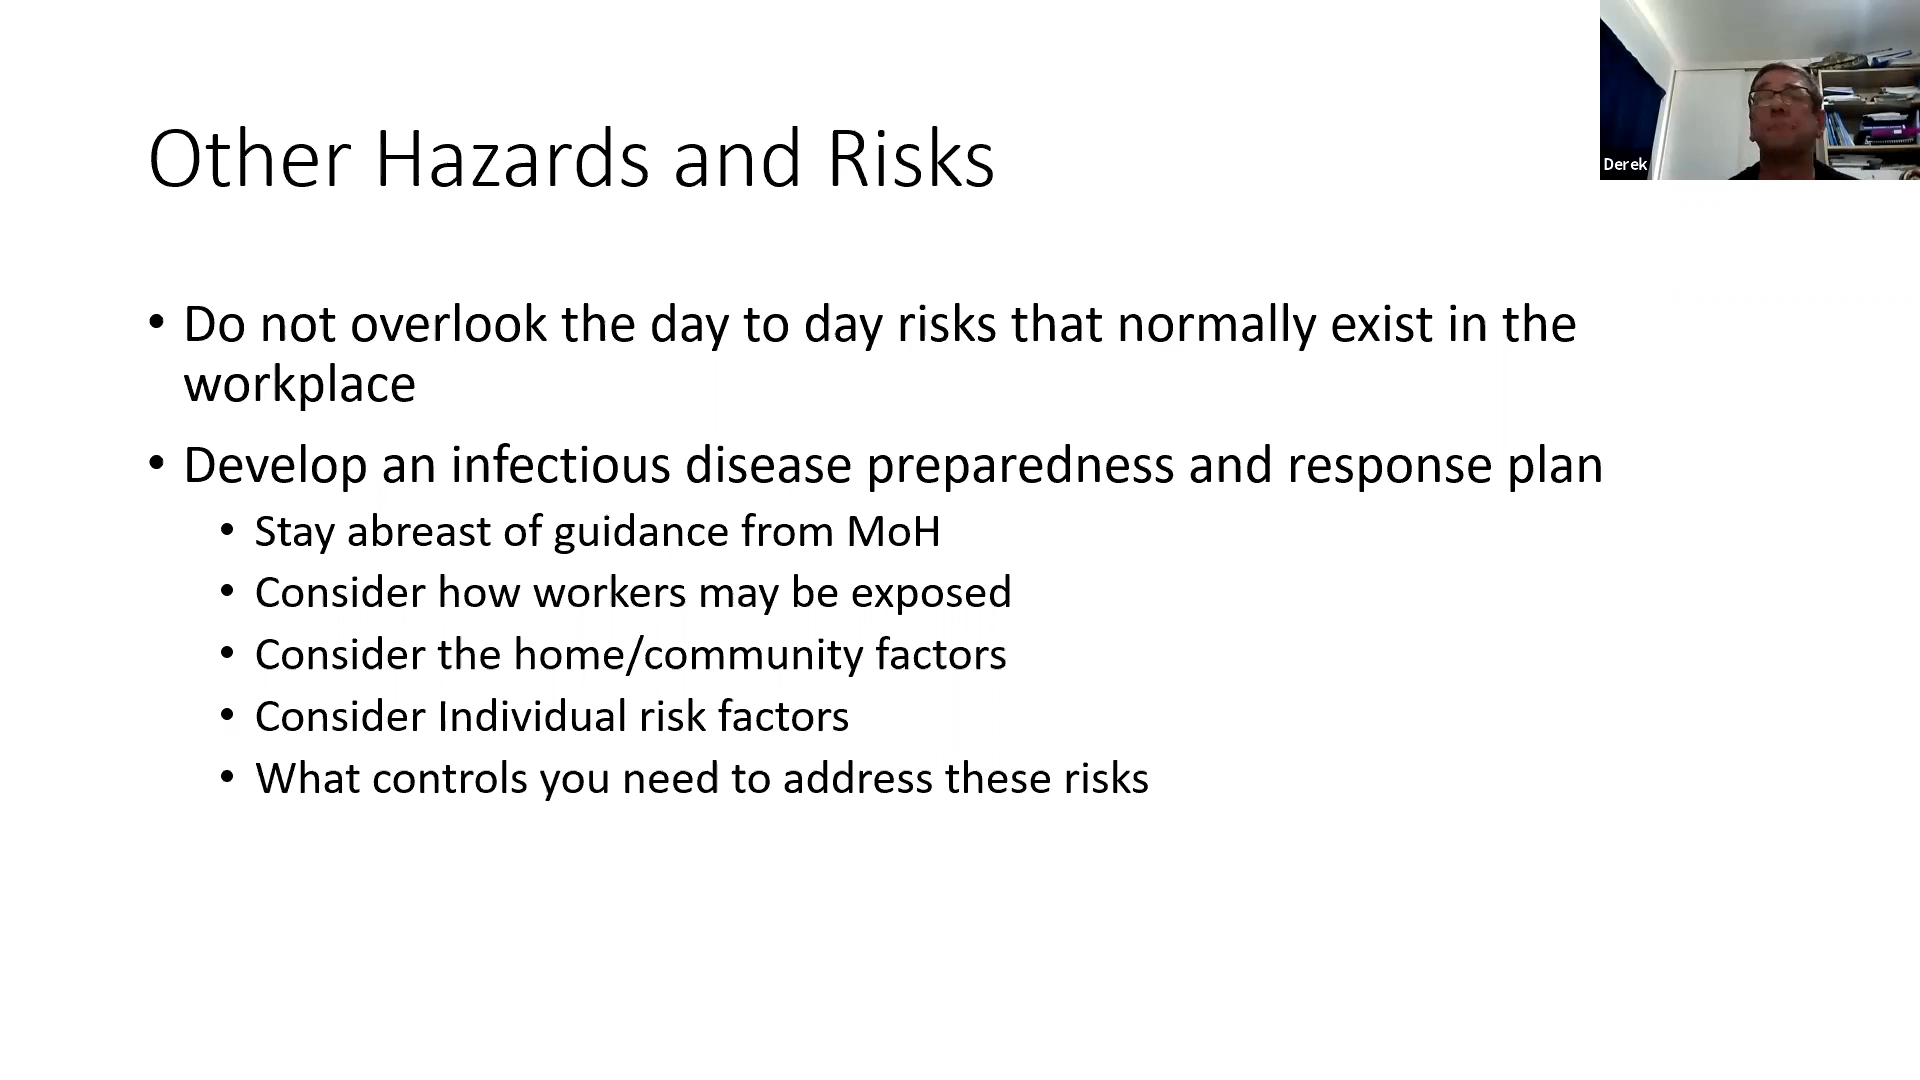 Other Hazards and Risks
Derek
• Do not overlook the day to day risks that normally exist in the
workplace
• Develop an infectious disease preparedness and response plan
• Stay abreast of guidance from MoH
• Consider how workers may be exposed
• Consider the home/community factors
• Consider Individual risk factors
• What controls you need to address these risks